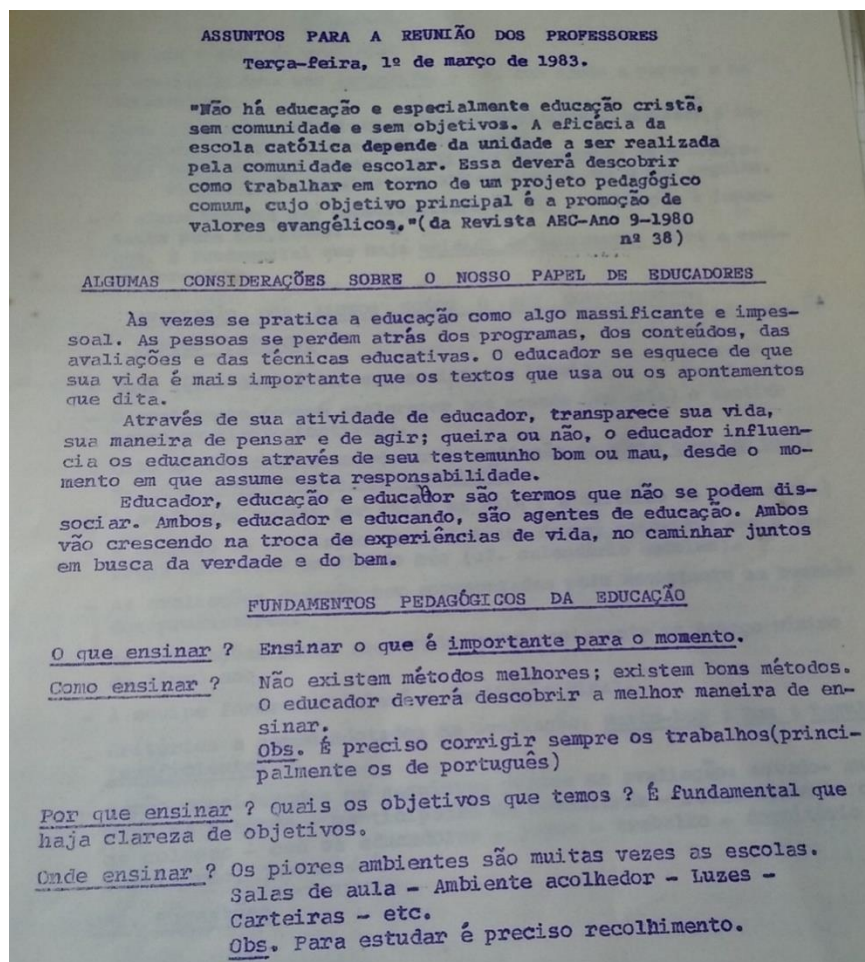 ASSUNTOS PARA A REUNIÃO DOS PROFESSORES
Terça-feira, 1º de março de 1983.
"Não há educação e especialmente educação cristã,
sem comunidade e sem objetivos. A eficácia da
escola católica depende da unidade a ser realizada
pela comunidade escolar. Essa deverá descobrir
como trabalhar em torno de um projeto pedagógico
comum, cujo objetivo principal é a promoção de
valores evangélicos."(da Revista AEC-Ano 9-1980
nº 38)
ALGUMAS CONSIDERAÇÕES SOBRE O NOSSO PAPEL DE EDUCADORES
Às vezes se pratica a educação como algo massificante e impes-
soal. As pessoas se perdem atrás dos programas, dos conteúdos, das
avaliações e das técnicas educativas. O educador se esquece de que
sua vida é mais importante que os textos que usa ou os apontamentos
que dita.
Através de sua atividade de educador, transparece sua vida,
sua maneira de pensar e de agir; queira ou não, o educador influen-
cia os educandos através de seu testemunho bom ou mau, desde o mo-
mento em que assume esta responsabilidade.
Educador, educação e são termos que não se podem dis-
sociar. Ambos, educador e educando, são agentes de educação. Ambos
vão crescendo na troca de experiências de vida, no caminhar juntos
em busca da verdade e do bem.
FUNDAMENTOS PEDAGÓGICOS DA EDUCAÇÃO
O que ensinar ? Ensinar o que é importante para o momento.
Como ensinar ? Não existem métodos melhores; existem bons métodos.
O educador deverá descobrir a melhor maneira de en-
sinar.
Obs. É preciso corrigir sempre os trabalhos(princi-
palmente os de português)
Por que ensinar ? Quais os objetivos que temos ? É fundamental que
haja clareza de objetivos.
Onde ensinar ? Os piores ambientes são muitas vezes as escolas.
Salas de aula - Ambiente acolhedor - Luzes -
Carteiras - etc.
Obs. Para estudar é preciso recolhimento.